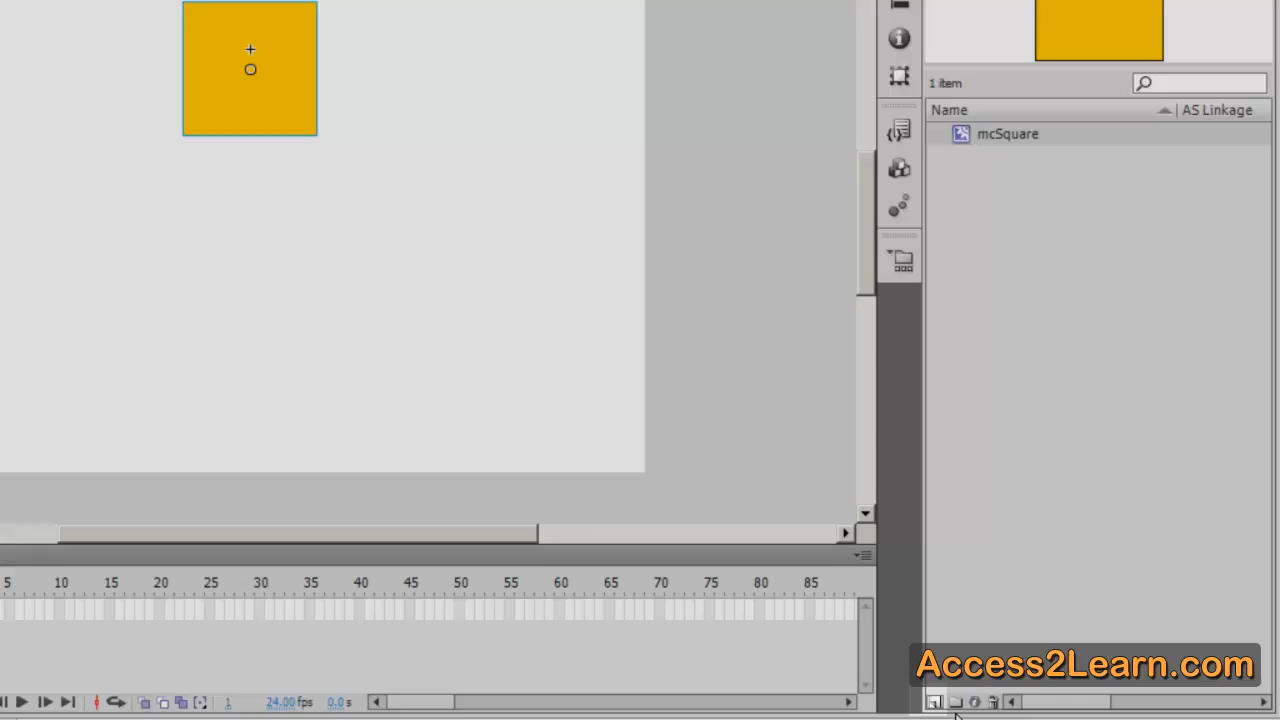 1 item
Name AS Linkage
mcSquare
5 10 15 20 25 30 35 40 45 50 55 60 65 70 75 80 85
Access2Learn.com
1 24.00 fps 0.0 s